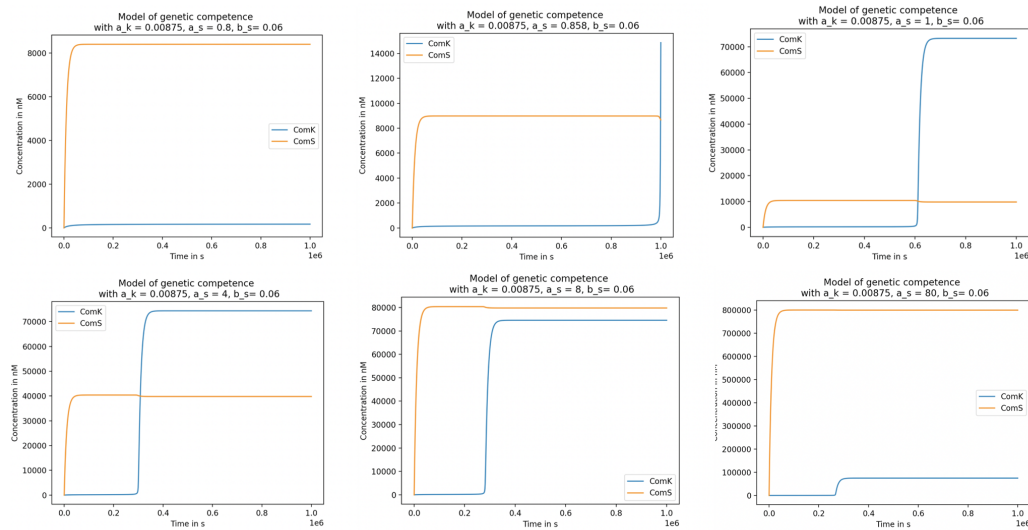 Model of genetic competence
with a_k = 0.00875, a_s = 0.8, b_s= 0.06
Concentration in nM
8000
6000
4000
2000
0
ComK
ComS
0.0 0.2 0.4 0.6 0.8 1.0
1e6
Time in s
Model of genetic competence
with a_k = 0.00875, a_s = 0.858, b_s= 0.06
Concentration in nM
14000
12000
10000
8000
6000
4000
2000
0
ComK
ComS
0.0 0.2 0.4 0.6 0.8 1.0
1e6
Time in s
Model of genetic competence
with a_k = 0.00875, a_s = 1, b_s= 0.06
Concentration in nM
70000
60000
50000
40000
30000
20000
10000
0
ComK
ComS
0.0 0.2 0.4 0.6 0.8 1.0
1e6
Time in s
Model of genetic competence
with a_k = 0.00875, a_s = 4, b_s= 0.06
Concentration in nM
70000
60000
50000
40000
30000
20000
10000
0
ComK
ComS
0.0 0.2 0.4 0.6 0.8 1.0
1e6
Time in s
Model of genetic competence
with a_k = 0.00875, a_s = 8, b_s= 0.06
Concentration in nM
80000
70000
60000
50000
40000
30000
20000
10000
0
ComK
ComS
0.0 0.2 0.4 0.6 0.8 1.0
1e6
Time in s
Model of genetic competence
with a_k = 0.00875, a_s = 80, b_s= 0.06
Concentration in nM
800000
700000
600000
500000
400000
300000
200000
100000
0
ComK
ComS
0.0 0.2 0.4 0.6 0.8 1.0
1e6
Time in s